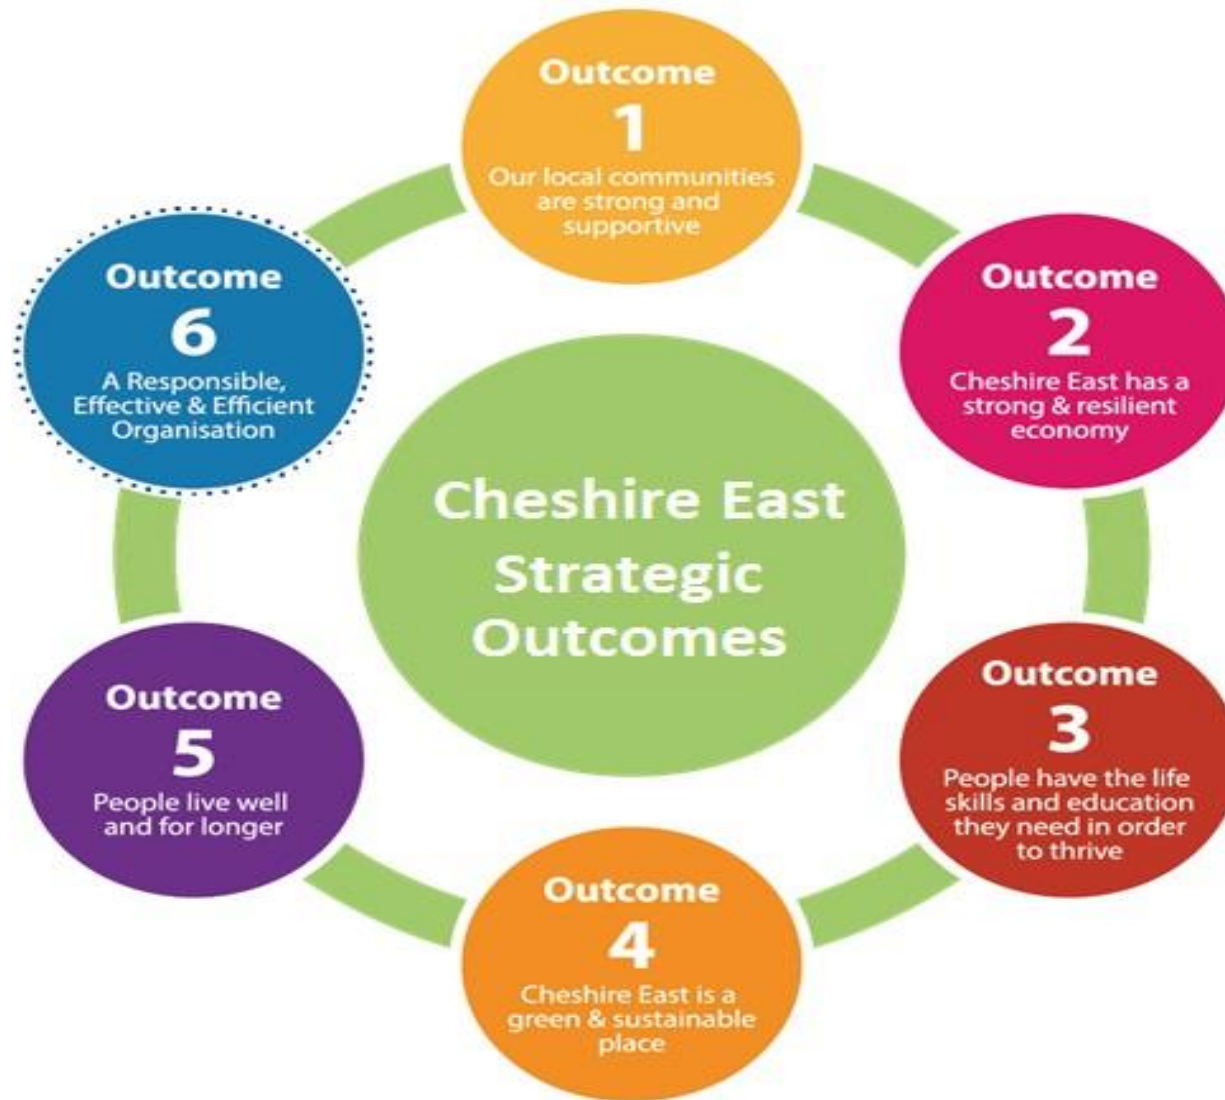 Outcome
1
Our local communities
are strong and
supportive
Outcome
2
Cheshire East has a
strong & resilient
economy
Outcome
3
People have the life
skills and education
they need in order
to thrive
Outcome
4
Cheshire East is a
green & sustainable
place
Outcome
5
People live well
and for longer
Outcome
6
A Responsible,
Effective & Efficient
Organisation
Cheshire East
Strategic
Outcomes